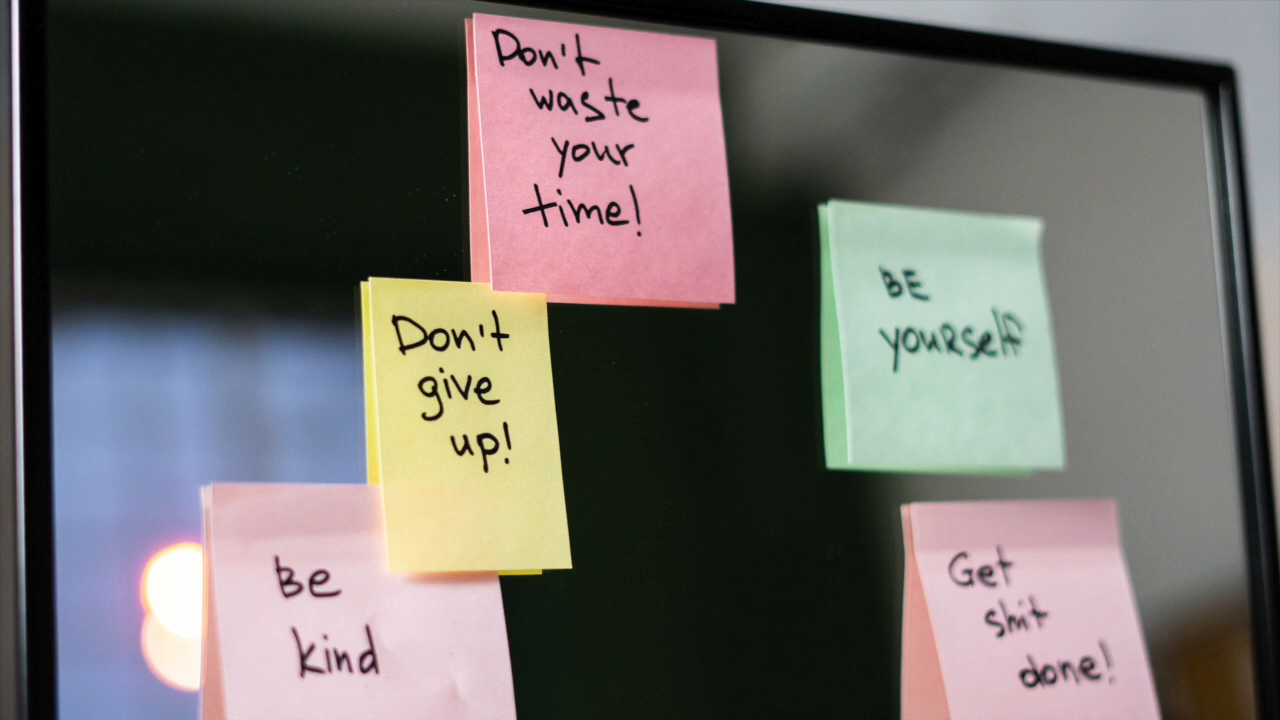 Don't
waste
your
time!
Don't
give
up!
BE
youRself
Be
kind
Get
shit
done!